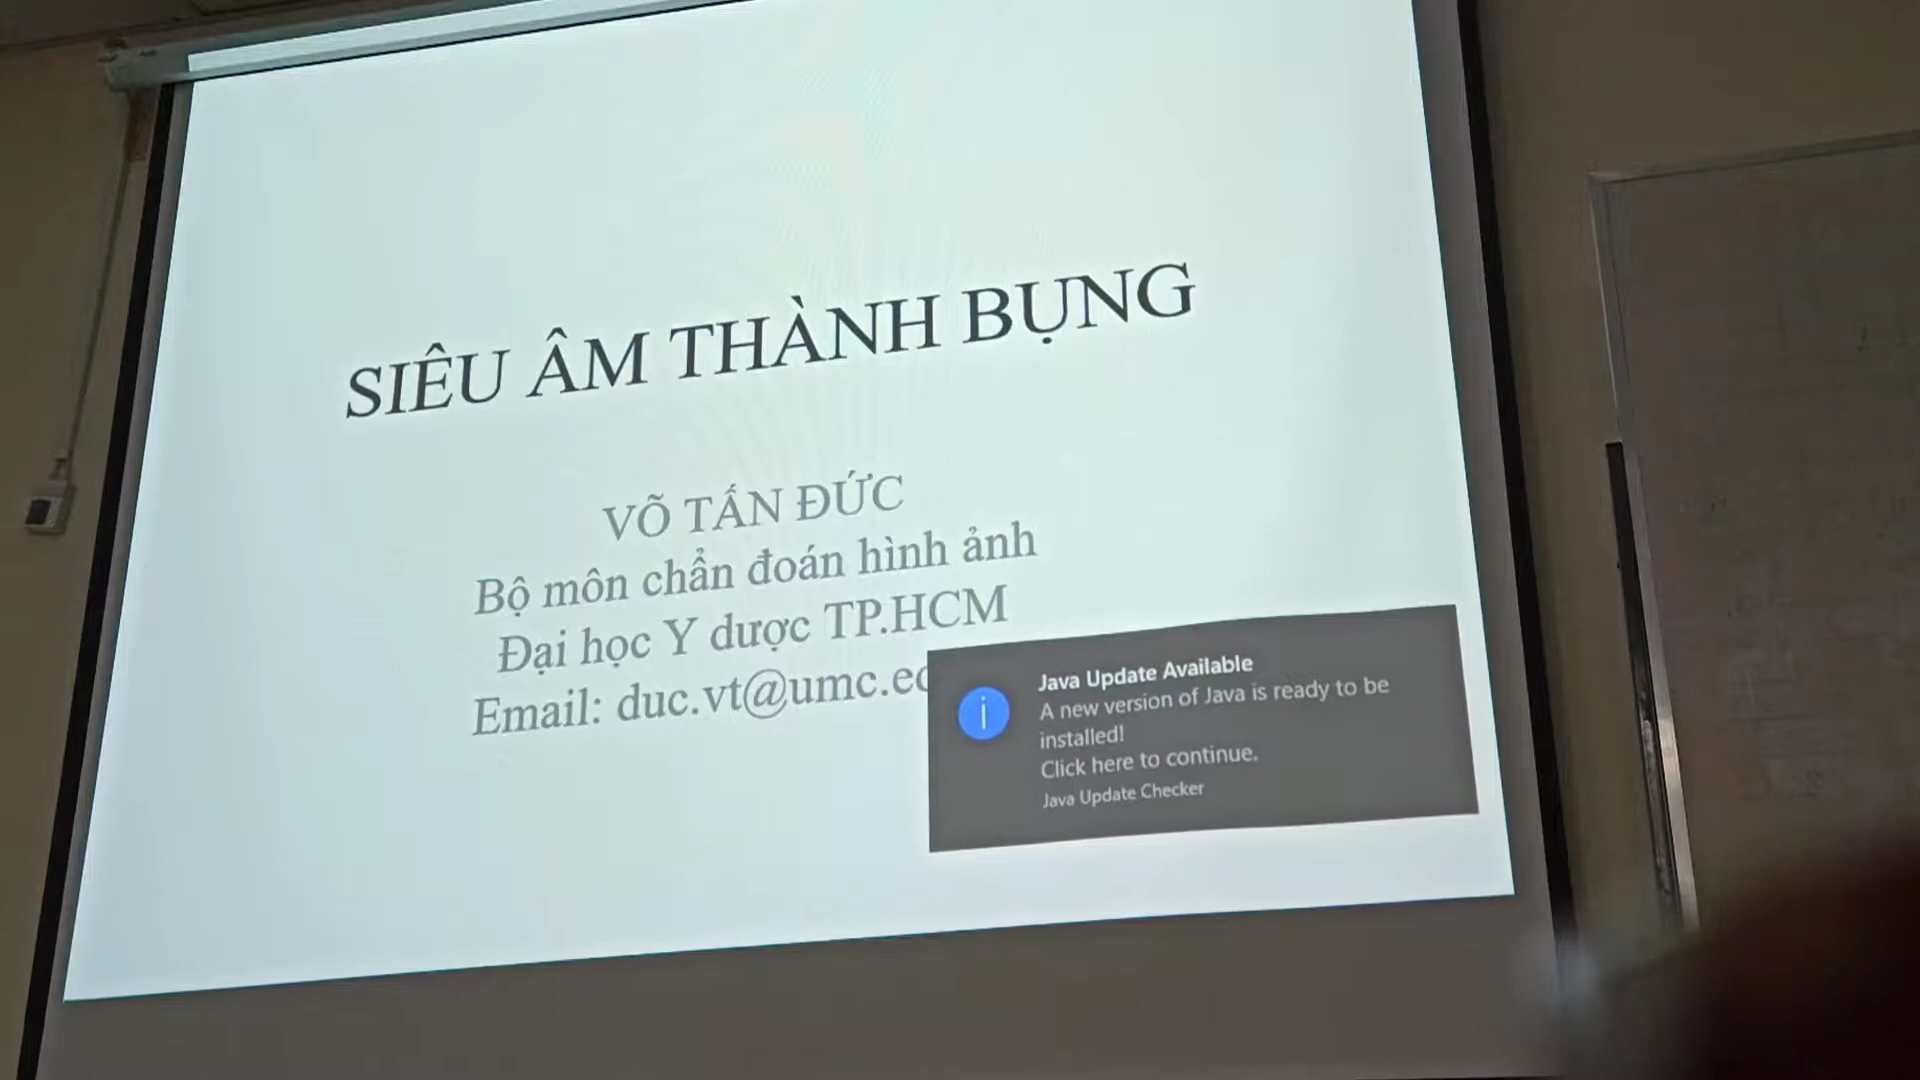 SIÊU ÂM THÀNH BỤNG
VÕ TẤN ĐỨC
Bộ môn chẩn đoán hình ảnh
Đại học Y dược TP.HCM
Email: duc.vt@umc.ec
Java Update Available
A new version of Java is ready to be
installed!
Click here to continue.
Java Update Checker